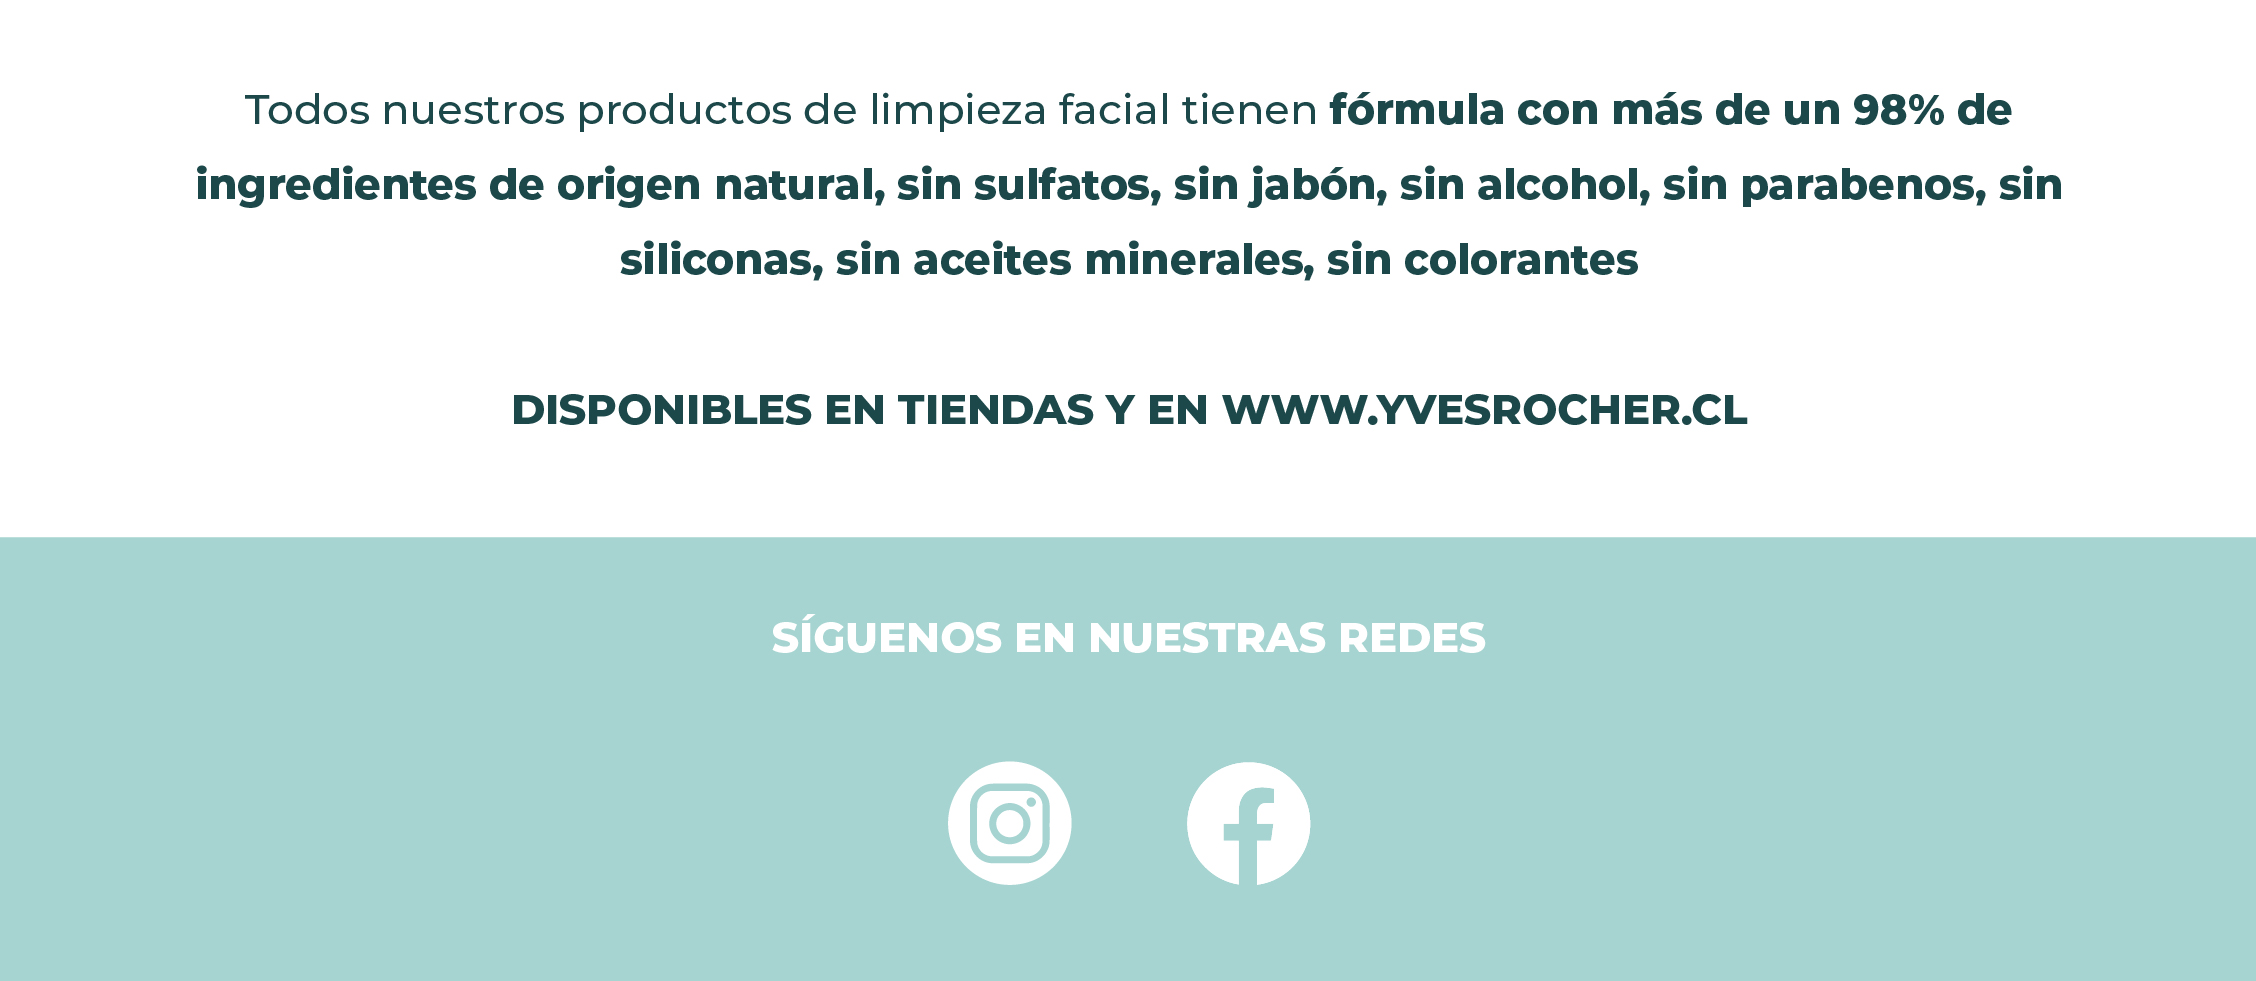 Todos nuestros productos de limpieza facial tienen fórmula con más de un 98% de
ingredientes de origen natural, sin sulfatos, sin jabón, sin alcohol, sin parabenos, sin
siliconas, sin aceites minerales, sin colorantes
DISPONIBLES EN TIENDAS Y EN WWW.YVESROCHER.CL
SÍGUENOS EN NUESTRAS REDES